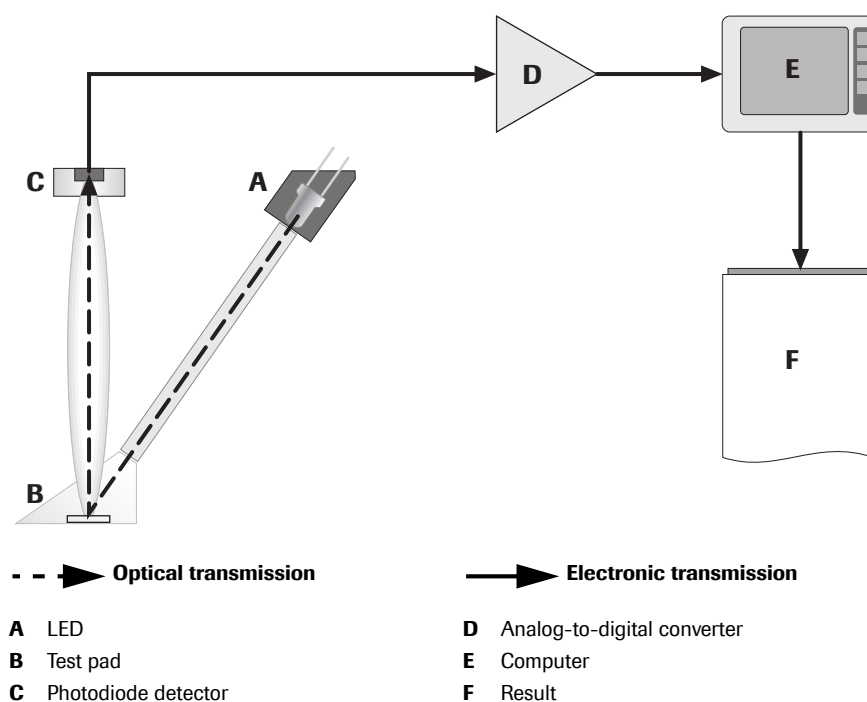 D
E
C
A
F
B
Optical transmission
Electronic transmission
A LED
B Test pad
C Photodiode detector
D Analog-to-digital converter
E Computer
F Result